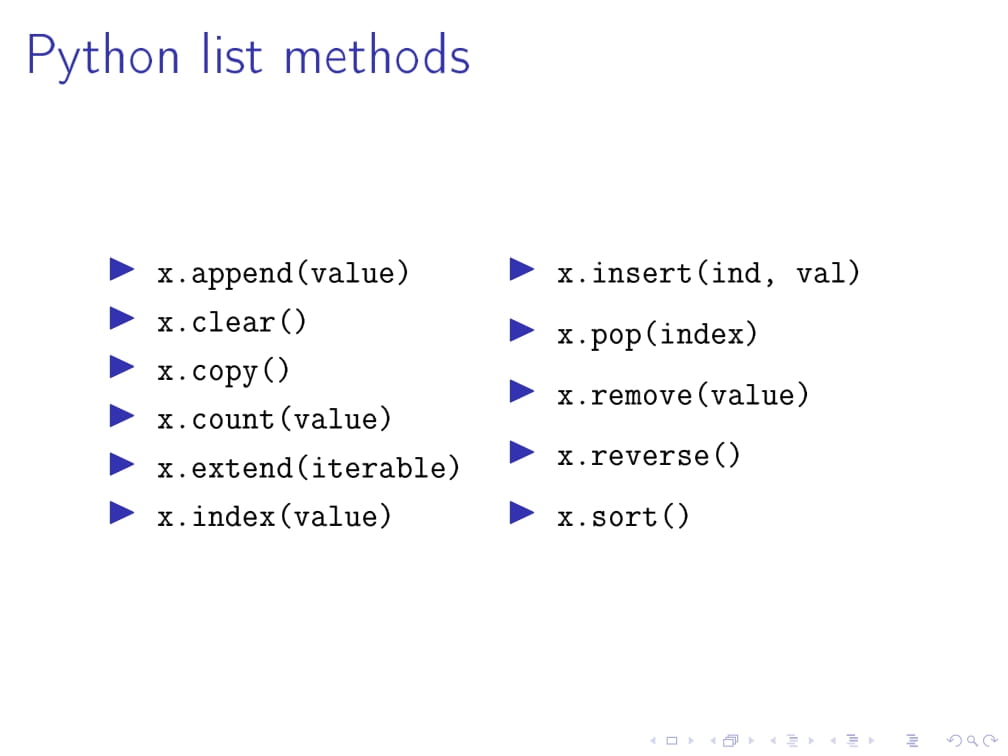 Python list methods
x.append(value)
x.clear()
x.copy()
x.count(value)
x.extend(iterable)
x.index(value)
x.insert(ind, val)
x.pop(index)
x.remove(value)
x.reverse()
x.sort()